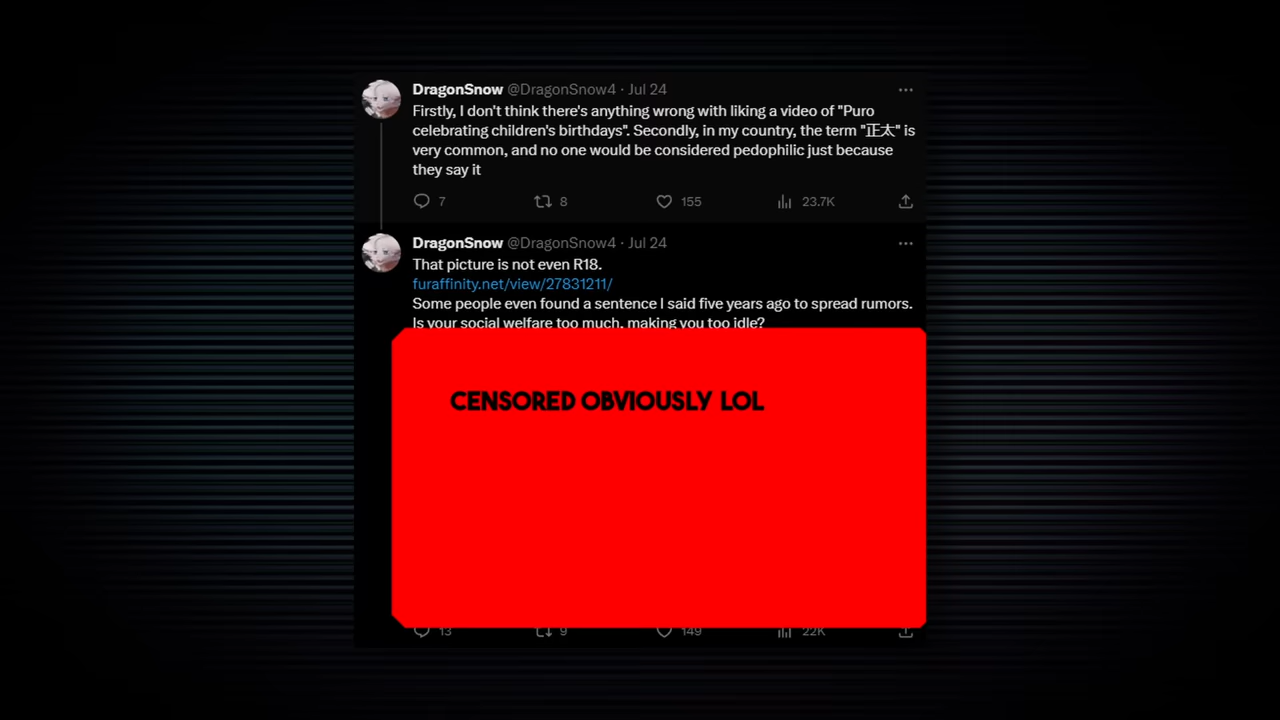 DragonSnow @DragonSnow4 · Jul 24
Firstly, I don't think there's anything wrong with liking a video of "Puro
celebrating children's birthdays". Secondly, in my country, the term "正太" is
very common, and no one would be considered pedophilic just because
they say it
7 8 155 23.7K
DragonSnow @DragonSnow4 · Jul 24
That picture is not even R18.
furaffinity.net/view/27831211/
Some people even found a sentence I said five years ago to spread rumors.
Is your social welfare too much, making you too idle?
CENSORED OBVIOUSLY LOL
13 9 149 22K